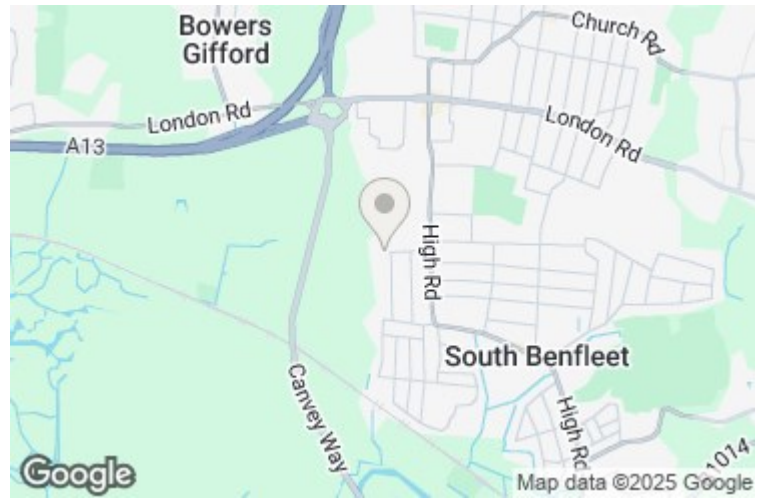 Bowers
Gifford
Church Rd
London Rd
London Rd
A13
High Rd
South Benfleet
Canvey Way
High Rd
1014
Google
Map data ©2025 Google